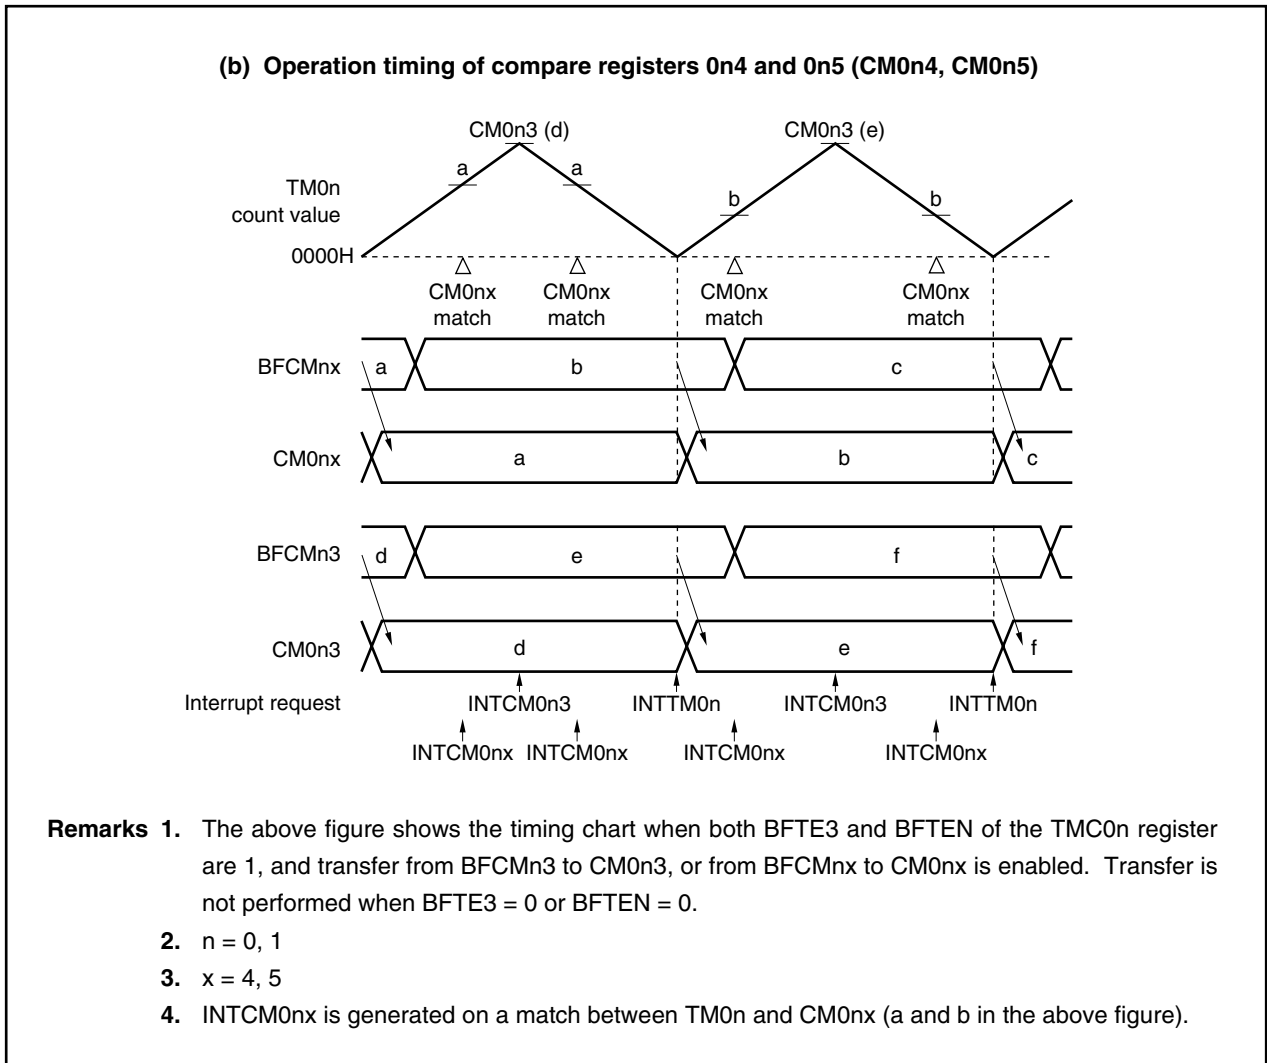 (b) Operation timing of compare registers 0n4 and 0n5 (CM0n4, CM0n5)
CM0n3 (d) CM0n3 (e)
a a
TM0n
count value
b b
0000H
CM0nx CM0nx CM0nx CM0nx
match match match match
BFCMnx a b c
CM0nx a b c
BFCMn3 d e f
CM0n3 d e f
Interrupt request INTCM0n3 INTTM0n INTCM0n3 INTTM0n
INTCM0nx INTCM0nx INTCM0nx INTCM0nx
Remarks 1. The above figure shows the timing chart when both BFTE3 and BFTEN of the TMC0n register
are 1, and transfer from BFCMn3 to CM0n3, or from BFCMnx to CM0nx is enabled. Transfer is
not performed when BFTE3 = 0 or BFTEN = 0.
2. n = 0, 1
3. x = 4, 5
4. INTCM0nx is generated on a match between TM0n and CM0nx (a and b in the above figure).